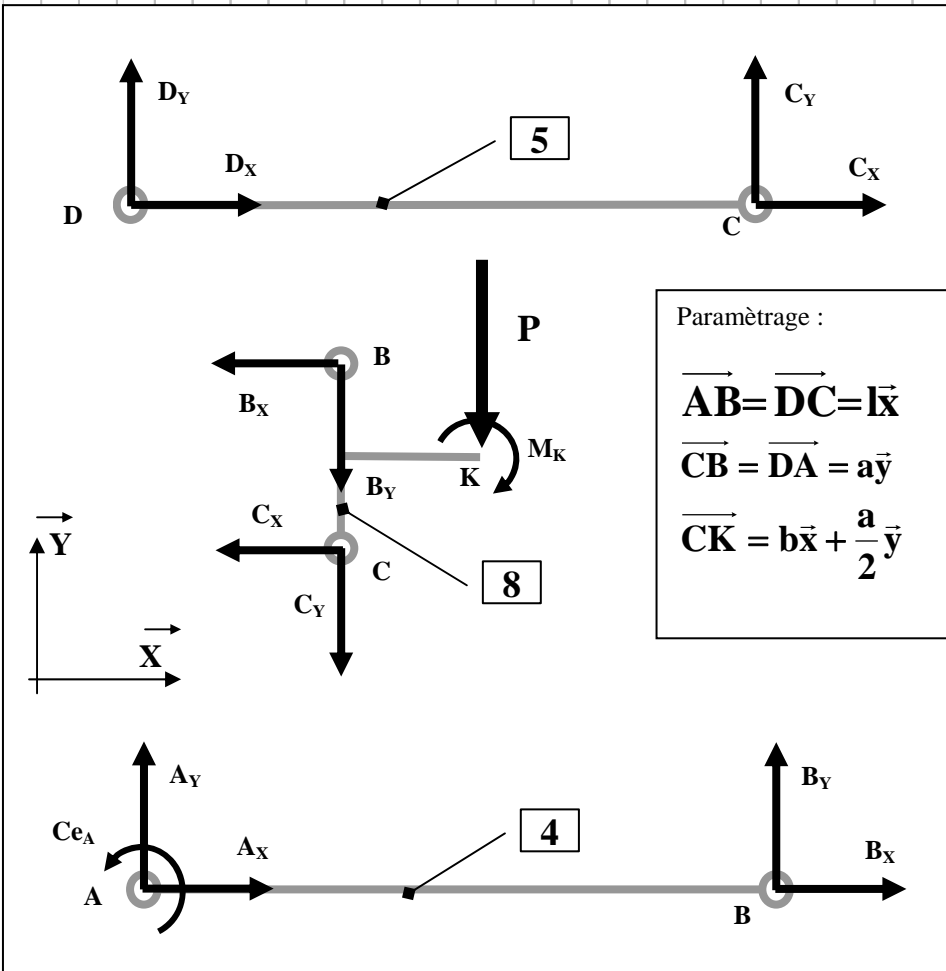 D_Y
C_Y
5
D_X
C_X
D
C
P
Paramètrage :
B
B_X
M_K
K
B_Y
C_X
C
C_Y
8
Y
X
AB = DC = lx
CB = DA = ay
CK = bx + a/2 y
A_Y
B_Y
Ce_A
A_X
4
B_X
A
B